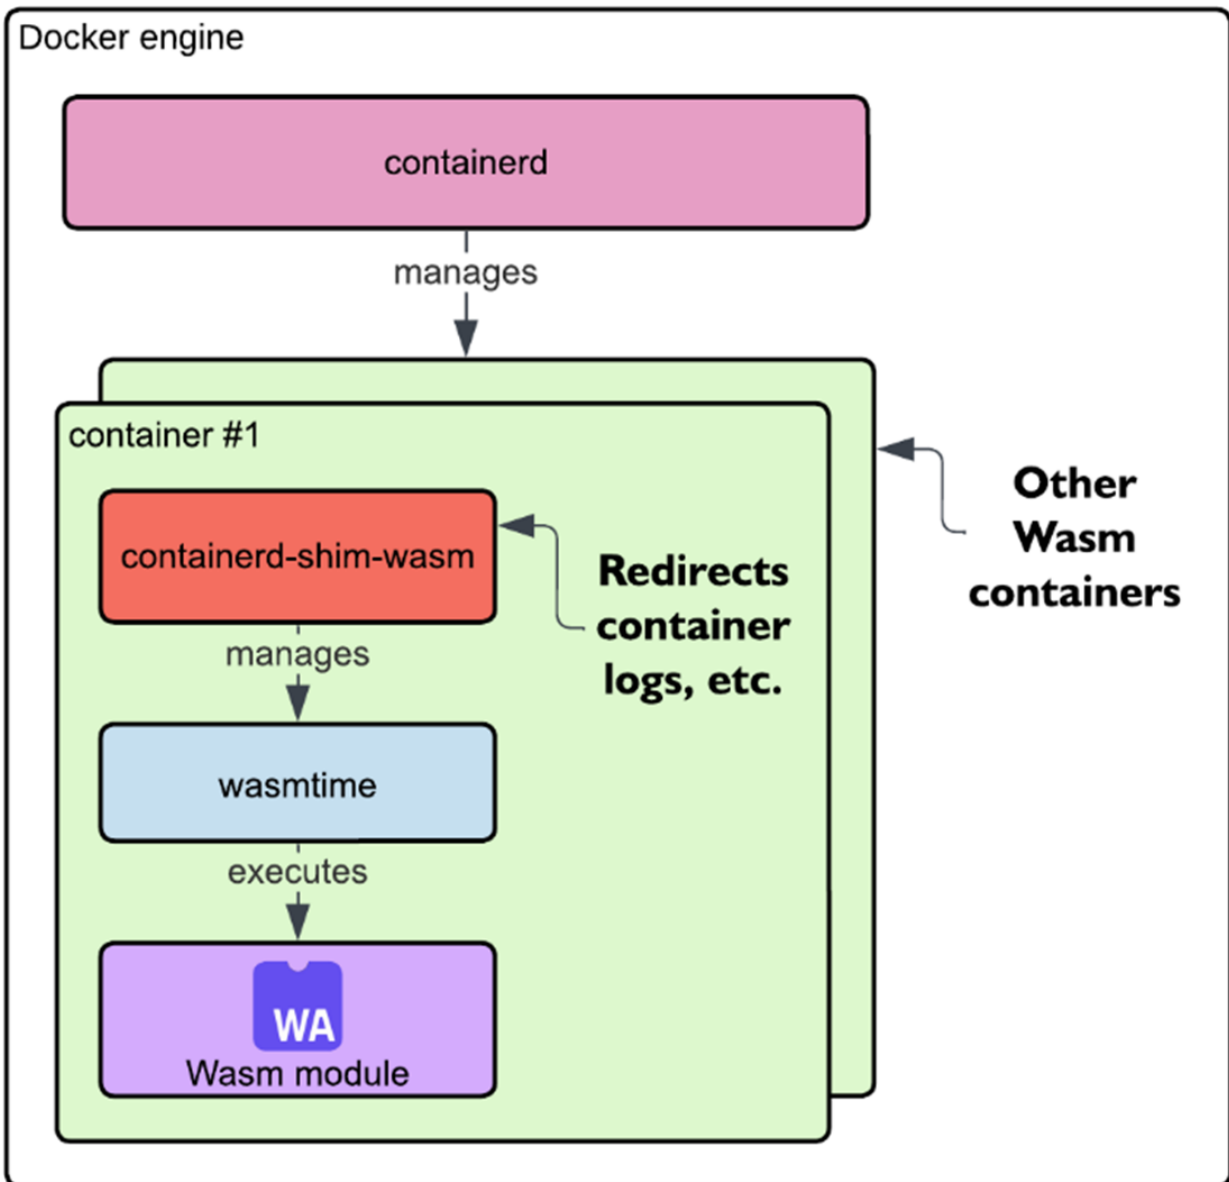 Docker engine
containerd
manages
container #1
containerd-shim-wasm
Redirects
container
logs, etc.
Other
Wasm
containers
manages
wasmtime
executes
WA
Wasm module